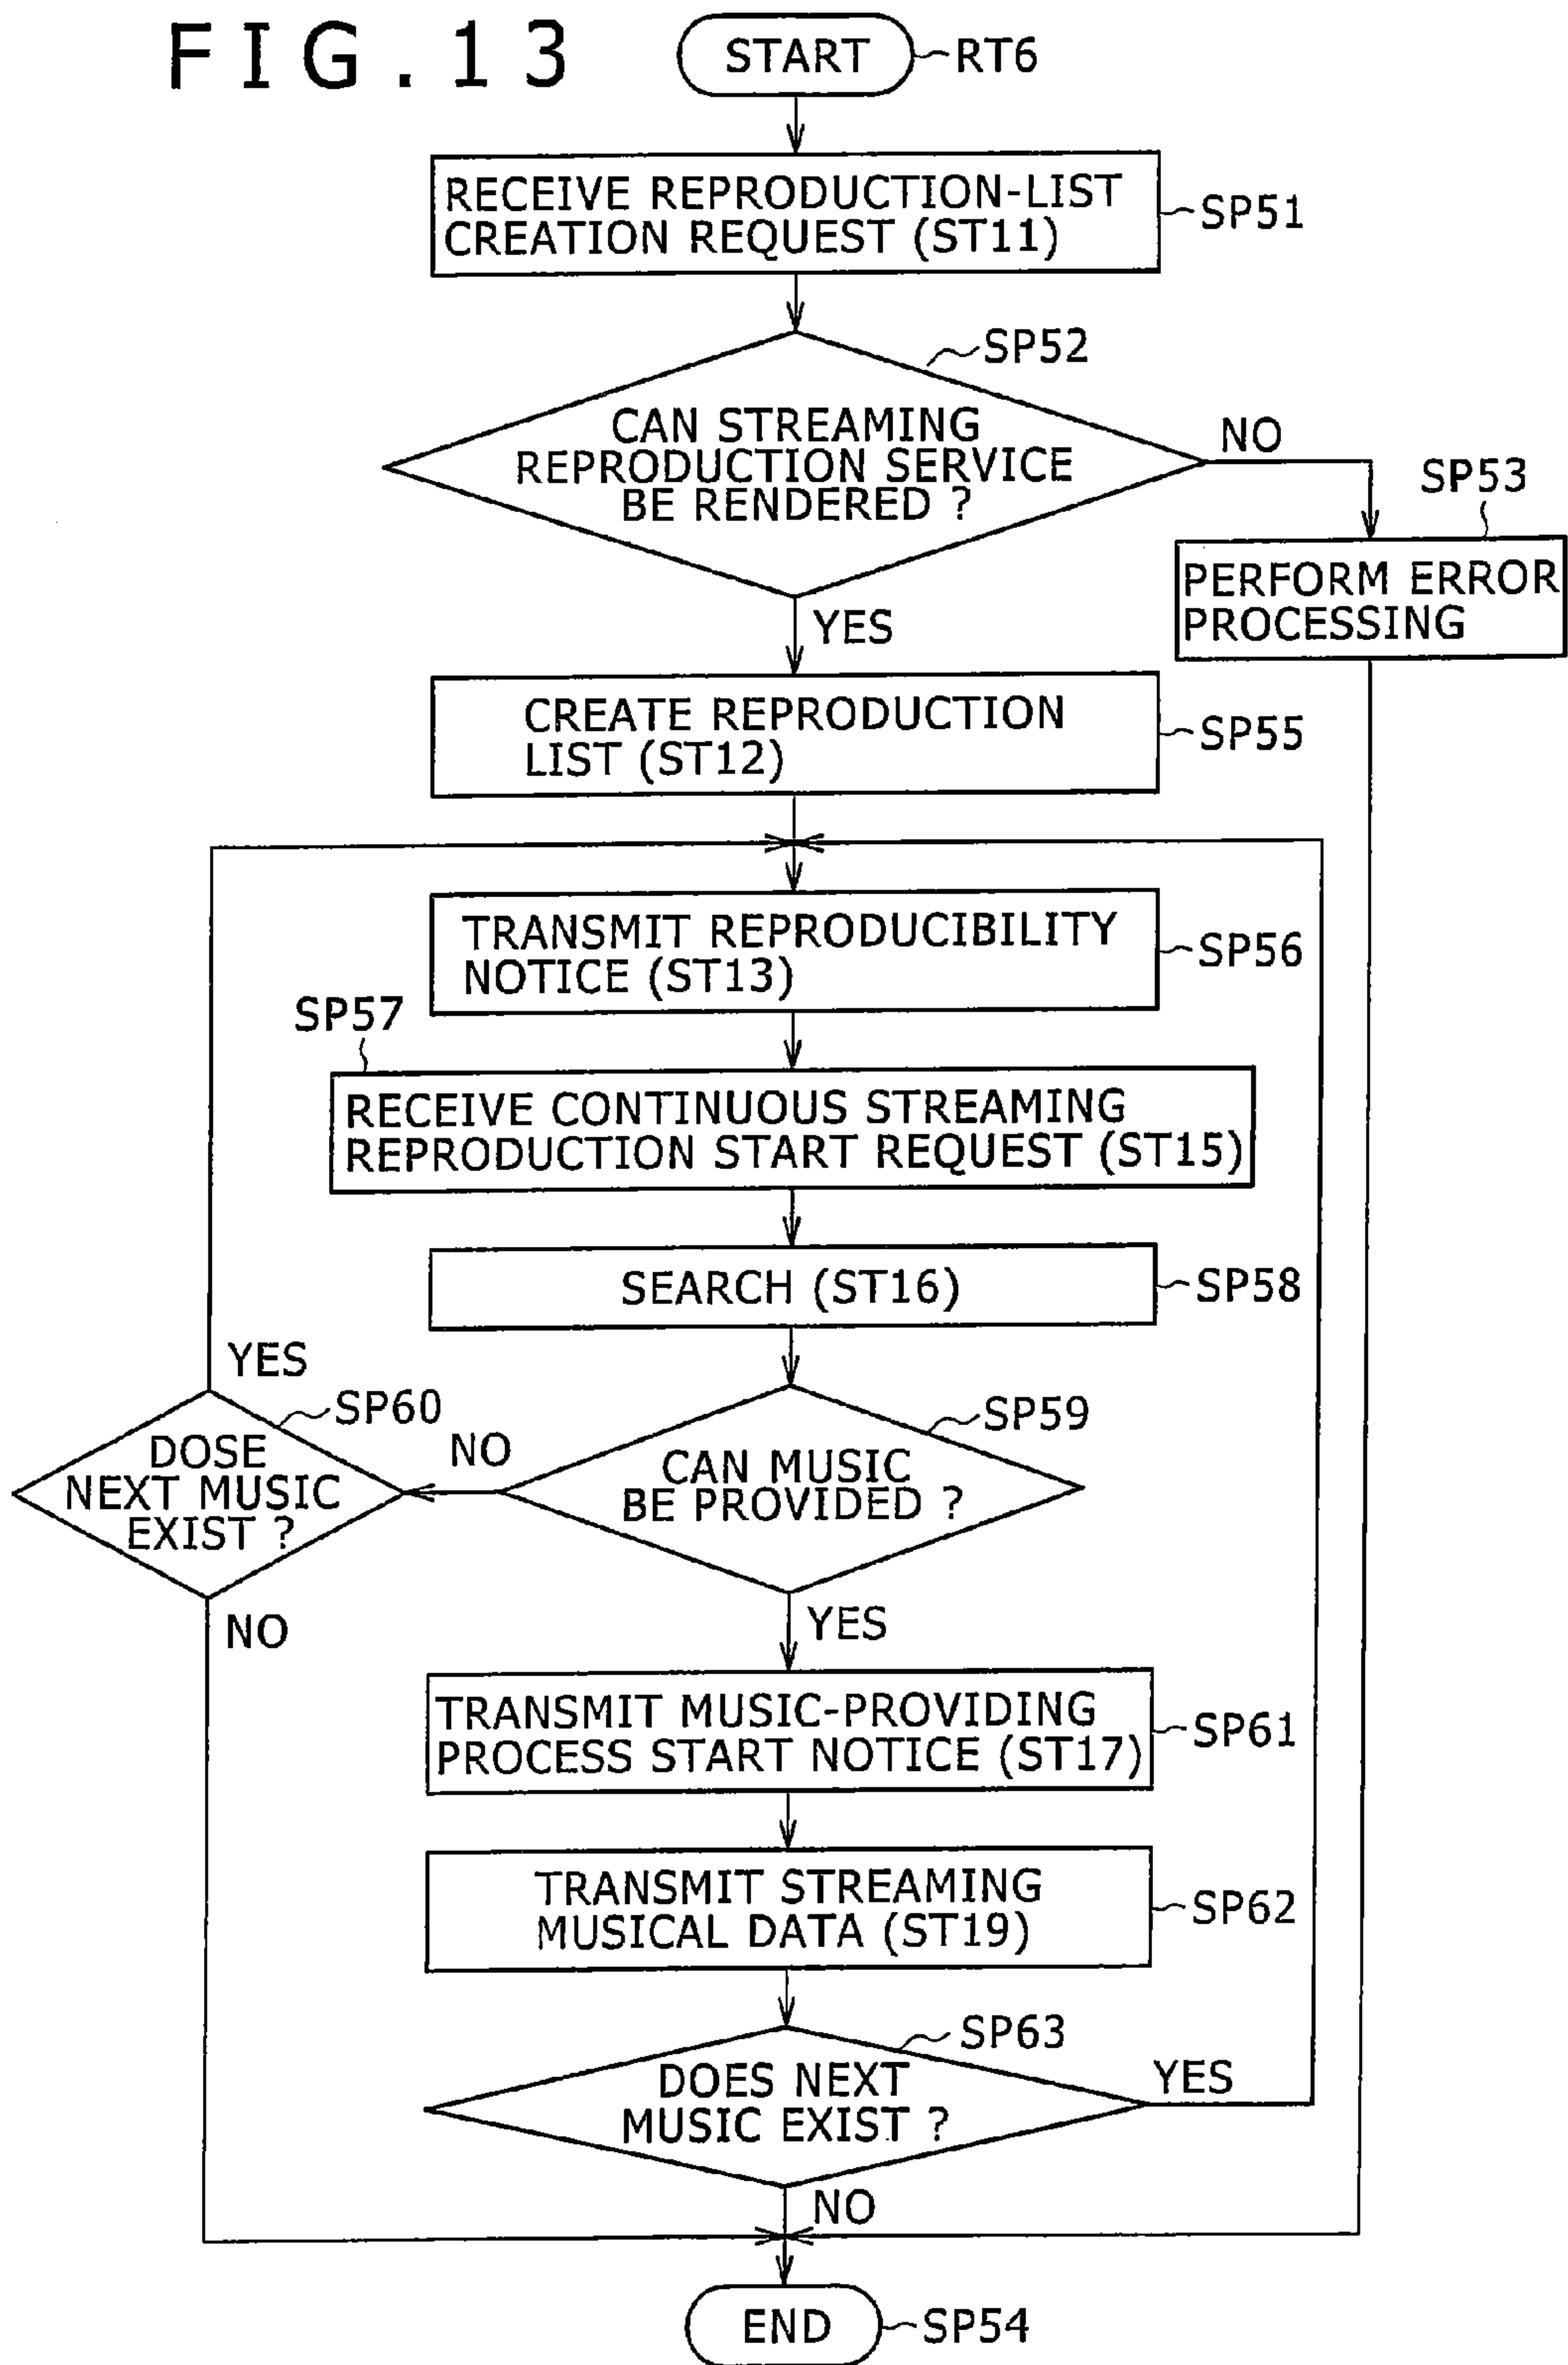 FIG.13
START
RT6
RECEIVE REPRODUCTION-LIST
CREATION REQUEST (ST11)
SP51
SP52
CAN STREAMING
REPRODUCTION SERVICE
BE RENDERED ?
NO
SP53
PERFORM ERROR
PROCESSING
YES
CREATE REPRODUCTION
LIST (ST12)
SP55
TRANSMIT REPRODUCIBILITY
NOTICE (ST13)
SP56
SP57
RECEIVE CONTINUOUS STREAMING
REPRODUCTION START REQUEST (ST15)
SEARCH (ST16)
SP58
YES
SP60
DOSE
NEXT MUSIC
EXIST ?
NO
SP59
CAN MUSIC
BE PROVIDED ?
NO
YES
TRANSMIT MUSIC-PROVIDING
PROCESS START NOTICE (ST17)
SP61
TRANSMIT STREAMING
MUSICAL DATA (ST19)
SP62
SP63
DOES NEXT
MUSIC EXIST ?
YES
NO
END
SP54